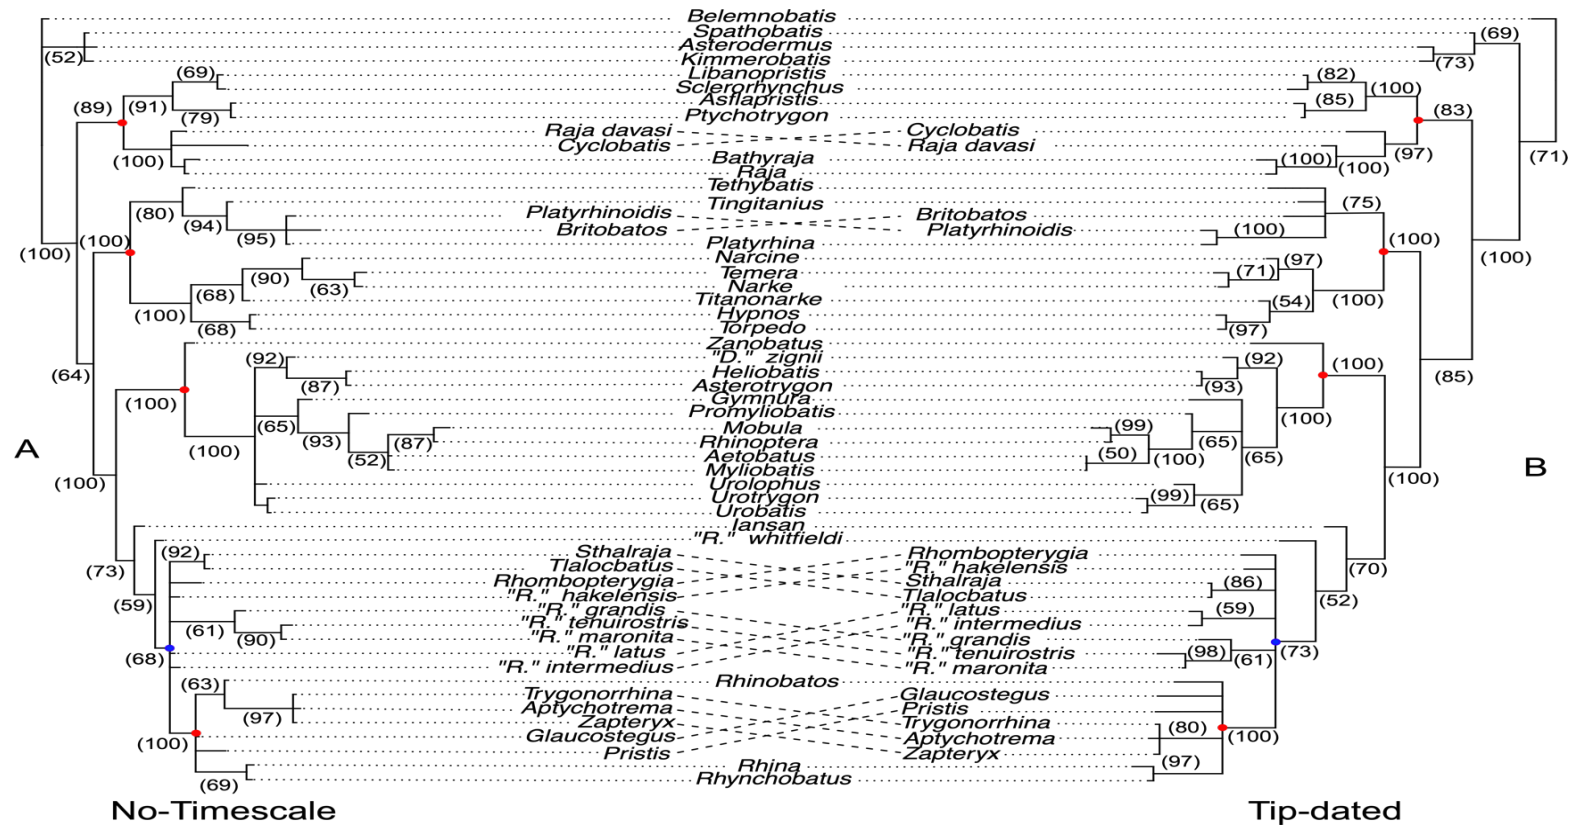 Belemnobatis
Spathobatis (69)
Asterodermus
(52) Kimmerobatis (73)
(69) Libanopristis (82)
Sclerorhynchus (100)
(89) (91) Asflapristis (85) (83)
(79) Ptychotrygon
Raja davasi Cyclobatis
Cyclobatis Raja davasi
(100) Bathyraja (100) (97) (71)
Raja (100)
Tethybatis
Tingitanius (75)
(80) Platyrhinoidis Britobatos
(94) Britobatos Platyrhinoidis (100)
(100) (95) Platyrhina (100) (100)
(100) Narcine (97)
(90) Temera (71)
(63) Narke
(68) Titanonarke (54) (100)
(100) Hypnos
(68) Torpedo (97)
Zanobatus
(92) "D." zignii (92)
(64) Heliobatis (100)
(87) Asterotrygon (93) (85)
(100) Gymnura
Promyliobatis (100)
(65) Mobula (99)
(93) (87) Rhinoptera (65)
A (100) Aetobatus (50) (100) (65)
(52) Myliobatis B
(100) Urolophus (100)
Urotrygon (99)
Urobatis (65)
Iansan
"R." whitfieldi
(92) Sthalraja Rhombopterygia
(73) Tlalocbatus "R." hakelensis (70)
Rhombopterygia Sthalraja (86)
"R." hakelensis Tlalocbatus (52)
(59) "R." grandis "R." latus (59)
"R." tenuirostris "R." intermedius
(61) (90) "R." maronita "R." grandis
(68) "R." latus "R." tenuirostris (98) (61) (73)
"R." intermedius "R." maronita
(63) Rhinobatos
Trygonorrhina Glaucostegus
(97) Aptychotrema Pristis
Zapteryx Trygonorrhina (80)
(100) Glaucostegus Aptychotrema (100)
Pristis Zapteryx
Rhina (97)
(69) Rhynchobatus
No-Timescale Tip-dated